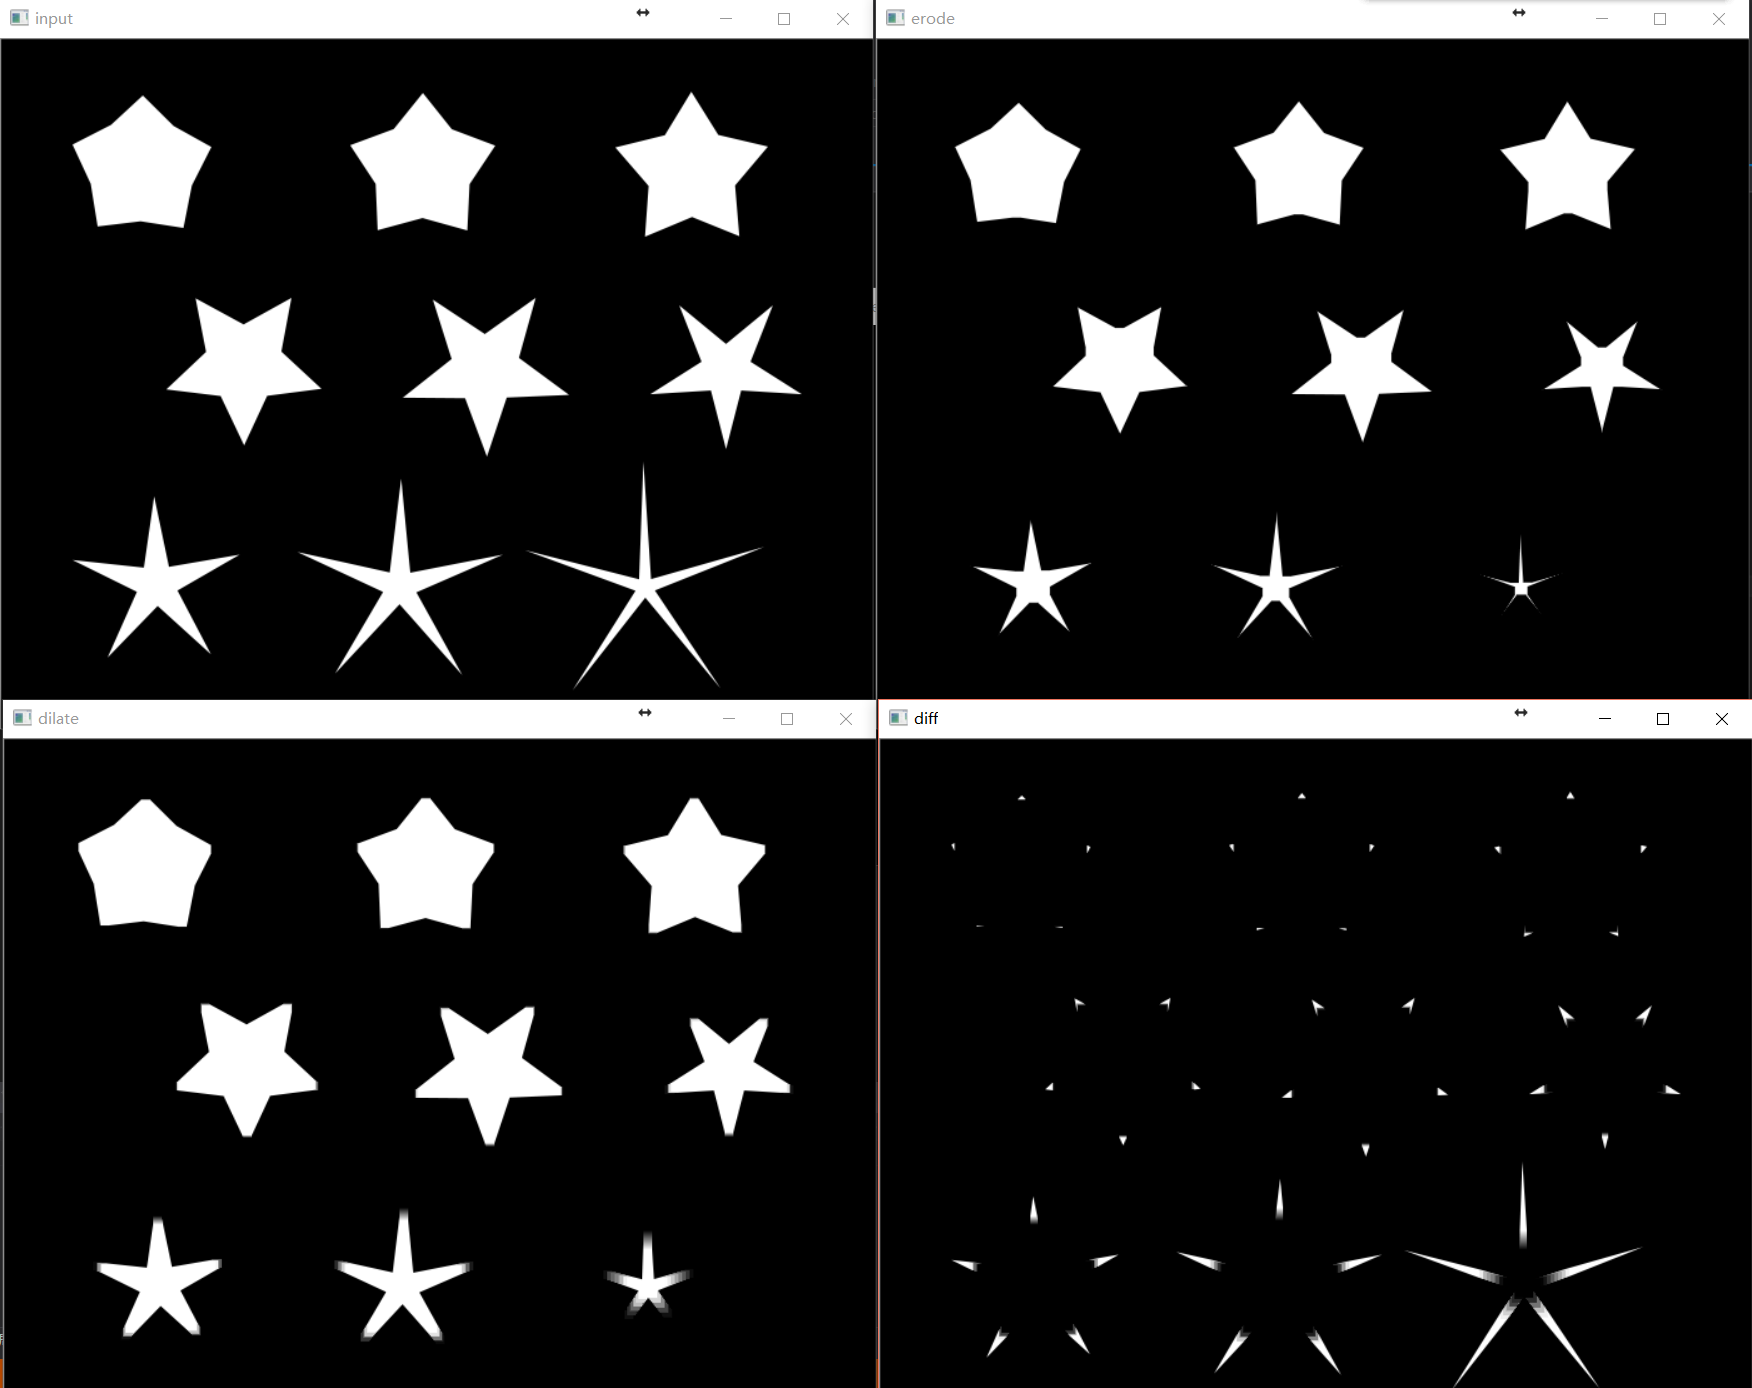 input
erode
dilate
diff